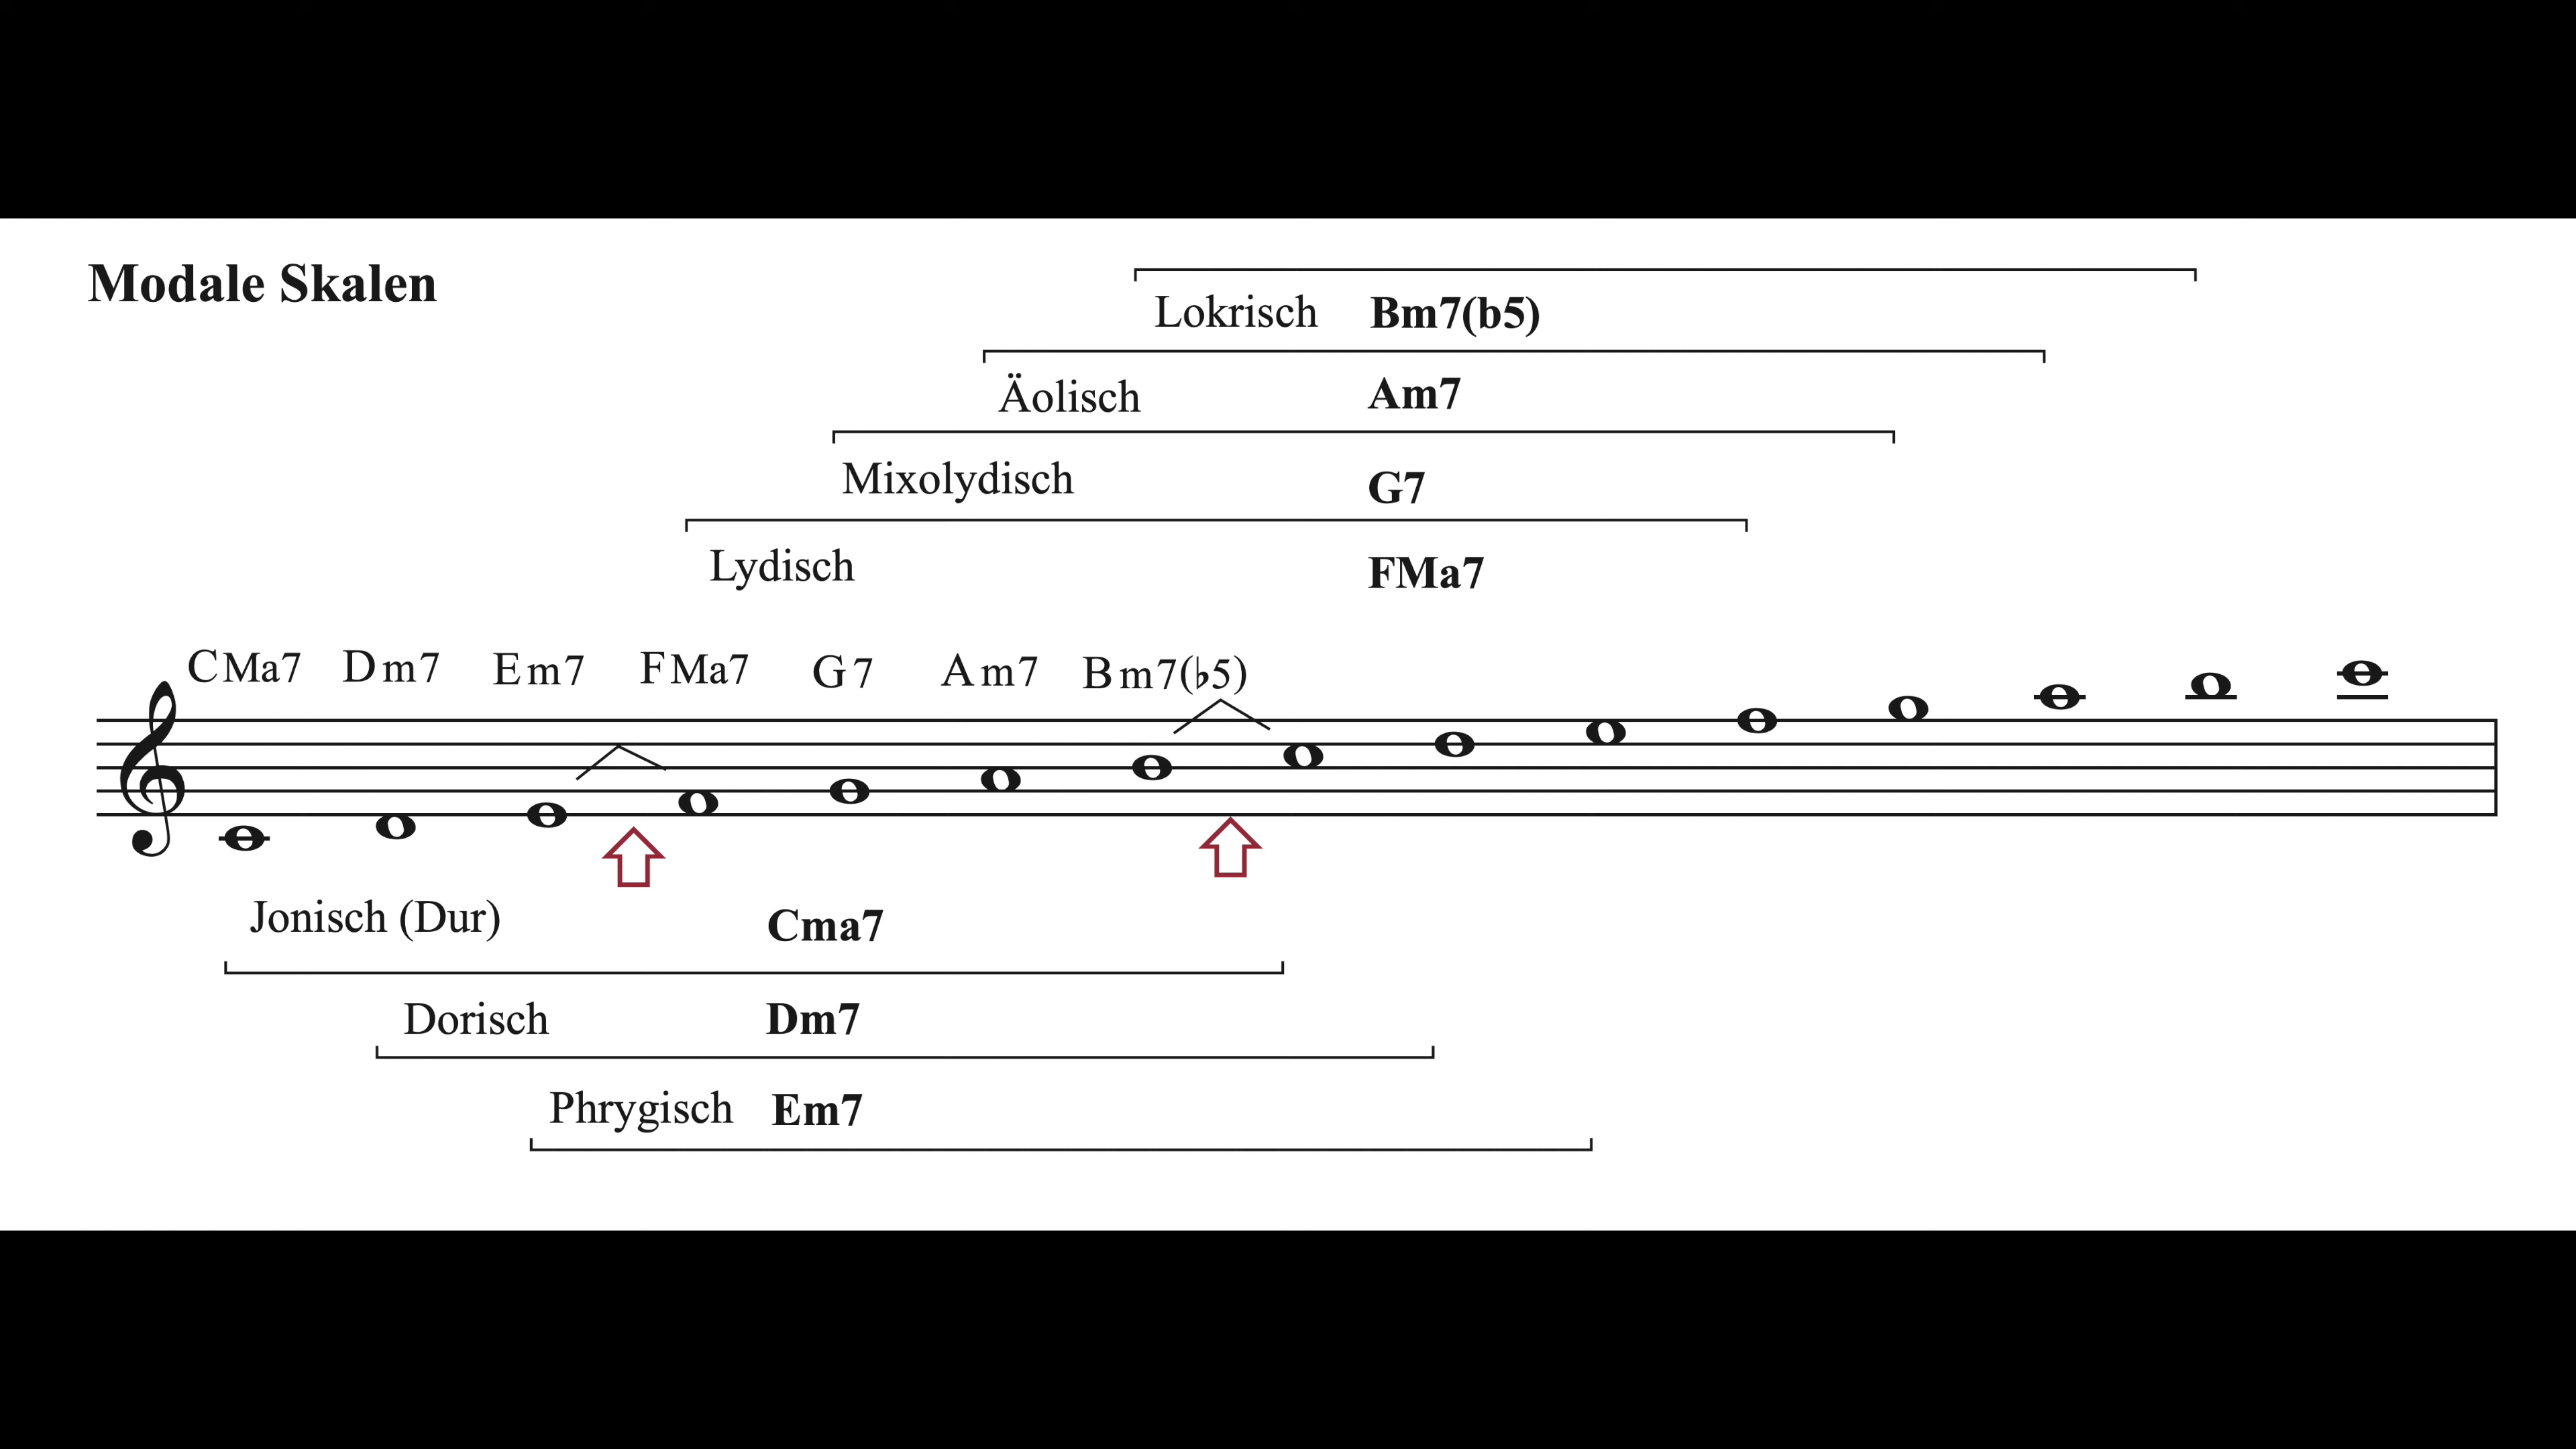 Modale Skalen
Lokrisch Bm7(b5)
Äolisch Am7
Mixolydisch G7
Lydisch FMa7
CMa7 Dm7 Em7 FMa7 G7 Am7 Bm7(♭5)
Jonisch (Dur) Cma7
Dorisch Dm7
Phrygisch Em7